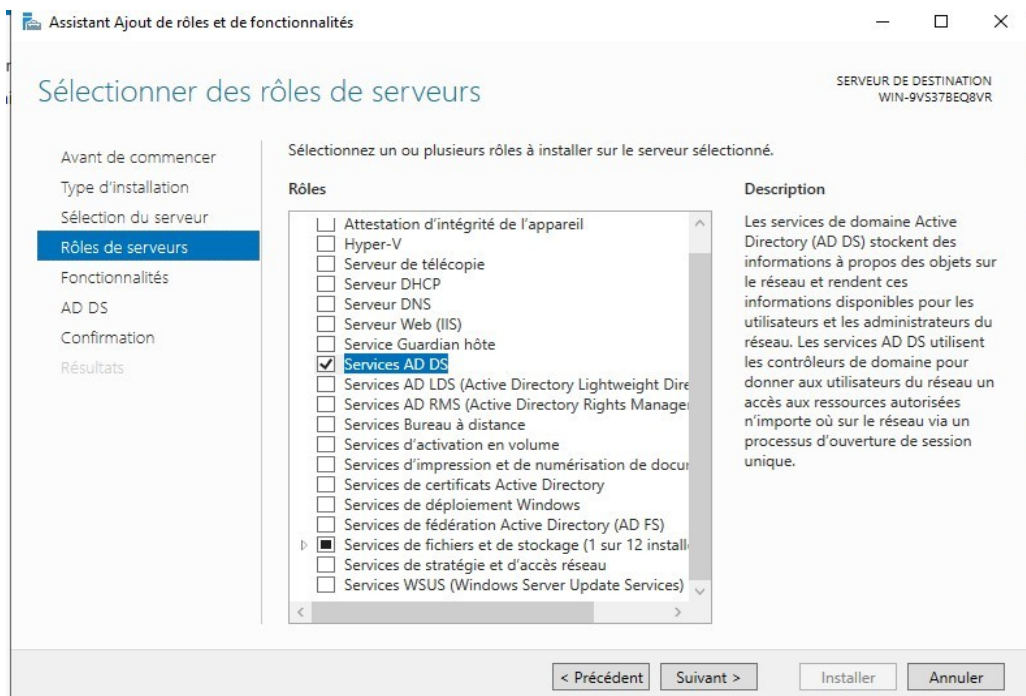 Assistant Ajout de rôles et de fonctionnalités
Sélectionner des rôles de serveurs
SERVEUR DE DESTINATION
WIN-9VS37BEQ8VR
Avant de commencer
Type d'installation
Sélection du serveur
Rôles de serveurs
Fonctionnalités
AD DS
Confirmation
Résultats
Sélectionnez un ou plusieurs rôles à installer sur le serveur sélectionné.
Rôles
Attestation d'intégrité de l'appareil
Hyper-V
Serveur de télécopie
Serveur DHCP
Serveur DNS
Serveur Web (IIS)
Service Guardian hôte
Services AD DS
Services AD LDS (Active Directory Lightweight Dire
Services AD RMS (Active Directory Rights Manage
Services Bureau à distance
Services d'activation en volume
Services d'impression et de numérisation de docu
Services de certificats Active Directory
Services de déploiement Windows
Services de fédération Active Directory (AD FS)
Services de fichiers et de stockage (1 sur 12 install
Services de stratégie et d'accès réseau
Services WSUS (Windows Server Update Services)
Description
Les services de domaine Active
Directory (AD DS) stockent des
informations à propos des objets sur
le réseau et rendent ces
informations disponibles pour les
utilisateurs et les administrateurs du
réseau. Les services AD DS utilisent
les contrôleurs de domaine pour
donner aux utilisateurs du réseau un
accès aux ressources autorisées
n'importe où sur le réseau via un
processus d'ouverture de session
unique.
< Précédent
Suivant >
Installer
Annuler